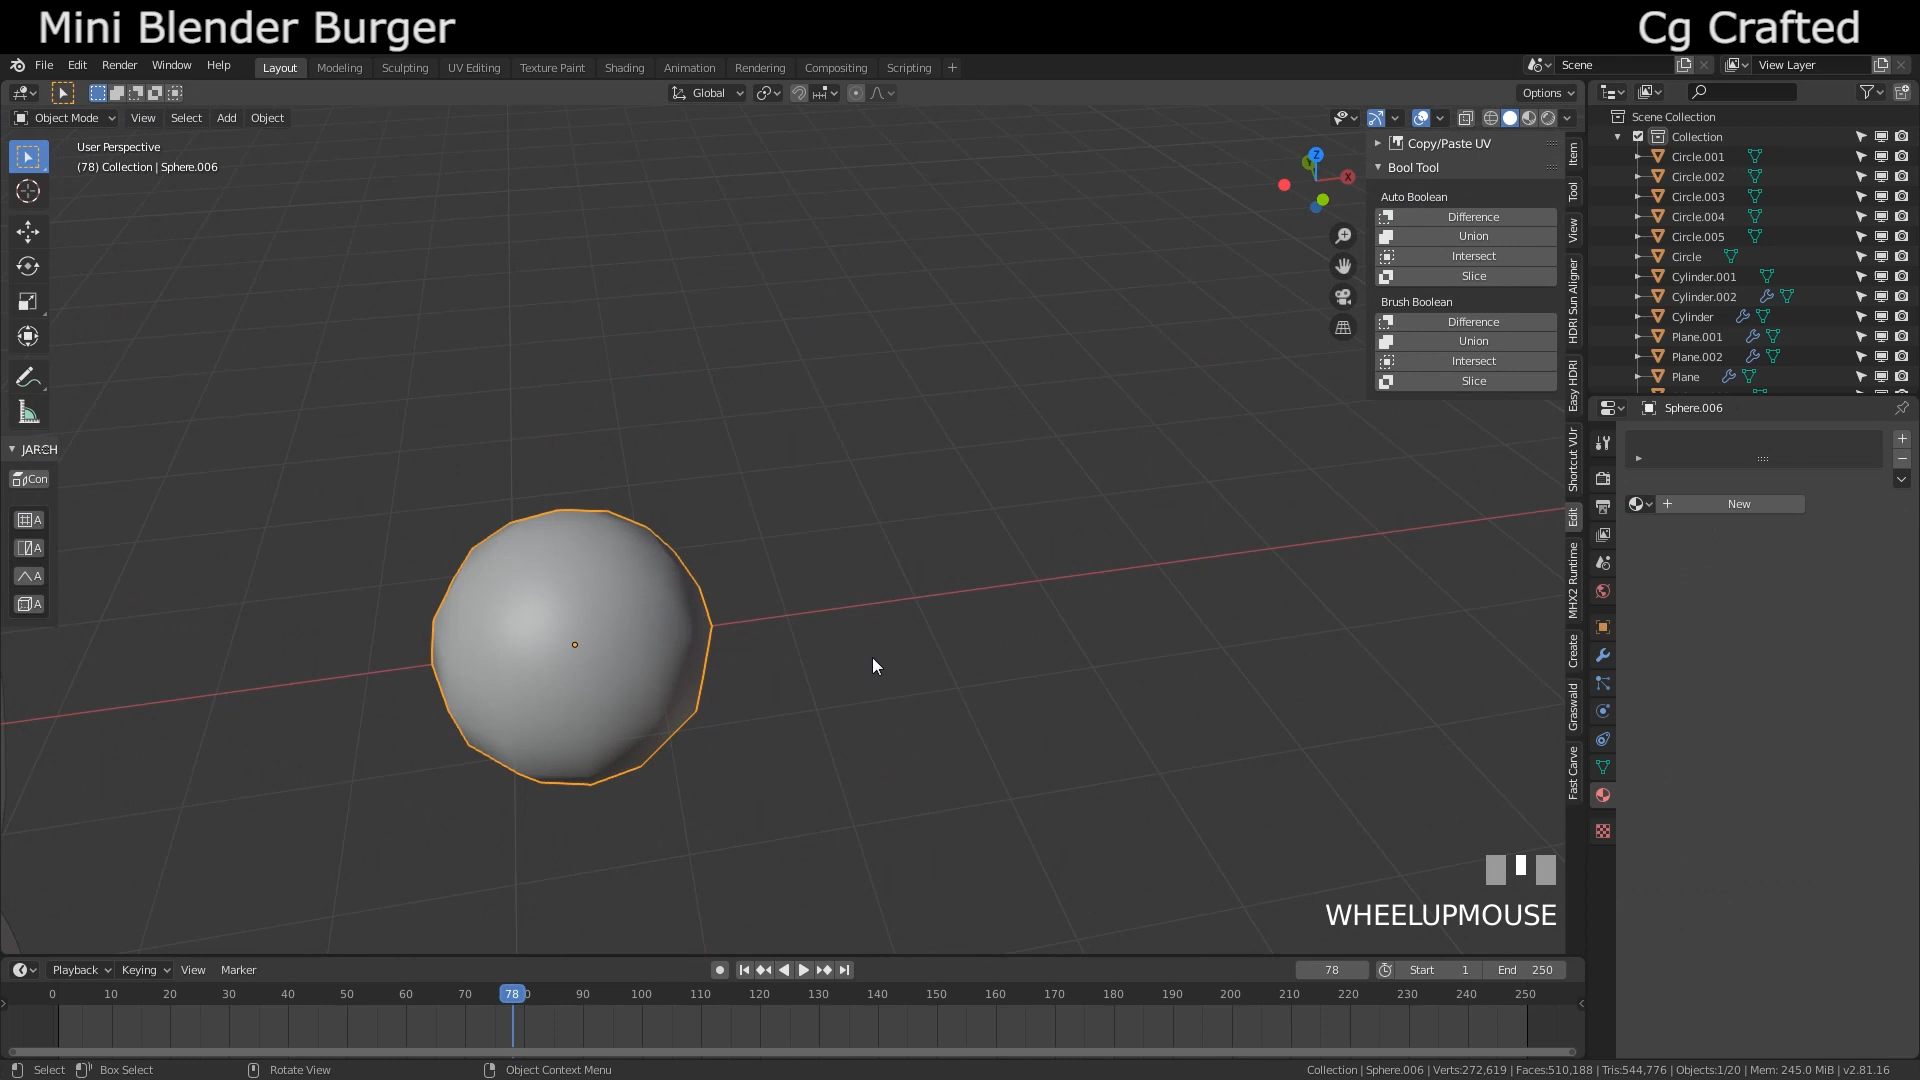 Mini Blender Burger
Cg Crafted
File Edit Render Window Help
Layout Modeling Sculpting UV Editing Texture Paint Shading Animation Rendering Compositing Scripting +
Scene
View Layer
Global
Options
Object Mode View Select Add Object
User Perspective
(78) Collection | Sphere.006
JARCH
Con
A
A
A
A
Z
X
Copy/Paste UV
Bool Tool
Auto Boolean
Difference
Union
Intersect
Slice
Brush Boolean
Difference
Union
Intersect
Slice
Item
Tool
View
HDRI Sun Aligner
Easy HDRI
Shortcut VUr
Edit
MHX2 Runtime
Create
Graswald
Fast Carve
Scene Collection
Collection
Circle.001
Circle.002
Circle.003
Circle.004
Circle.005
Circle
Cylinder.001
Cylinder.002
Cylinder
Plane.001
Plane.002
Plane
Sphere.006
New
WHEELUPMOUSE
Playback Keying View Marker
78 Start 1 End 250
0 10 20 30 40 50 60 70 78 90 100 110 120 130 140 150 160 170 180 190 200 210 220 230 240 250
Select Box Select Rotate View Object Context Menu
Collection | Sphere.006 | Verts:272,619 | Faces:510,188 | Tris:544,776 | Objects:1/20 | Mem: 245.0 MiB | v2.81.16